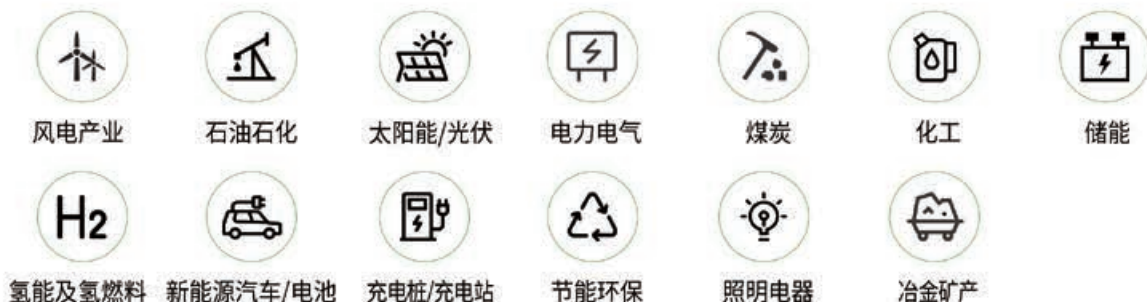 风电产业 石油石化 太阳能/光伏 电力电气 煤炭 化工 储能
H2
氢能及氢燃料 新能源汽车/电池 充电桩/充电站 节能环保 照明电器 冶金矿产